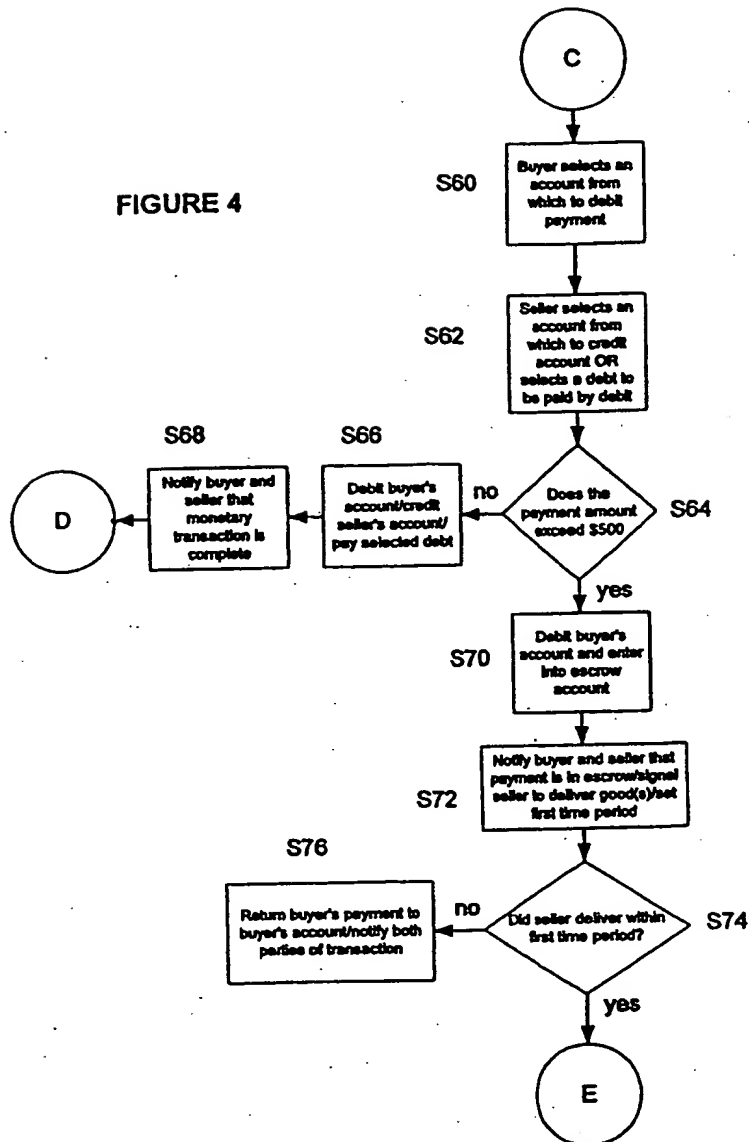 C
FIGURE 4
S60
Buyer selects an
account from
which to debit
payment
S62
Seller selects an
account from
which to credit
account OR
selects a debt to
be paid by debit
S68
S66
Notify buyer and
seller that
monetary
transaction is
complete
Debit buyer's
account/credit
seller's account/
pay selected debt
D
no
Does the
payment amount
exceed $500
S64
yes
S70
Debit buyer's
account and enter
into escrow
account
S72
Notify buyer and seller that
payment is in escrow/signal
seller to deliver good(s)/set
first time period
S76
Return buyer's payment to
buyer's account/notify both
parties of transaction
no
Did seller deliver within
first time period?
S74
yes
E